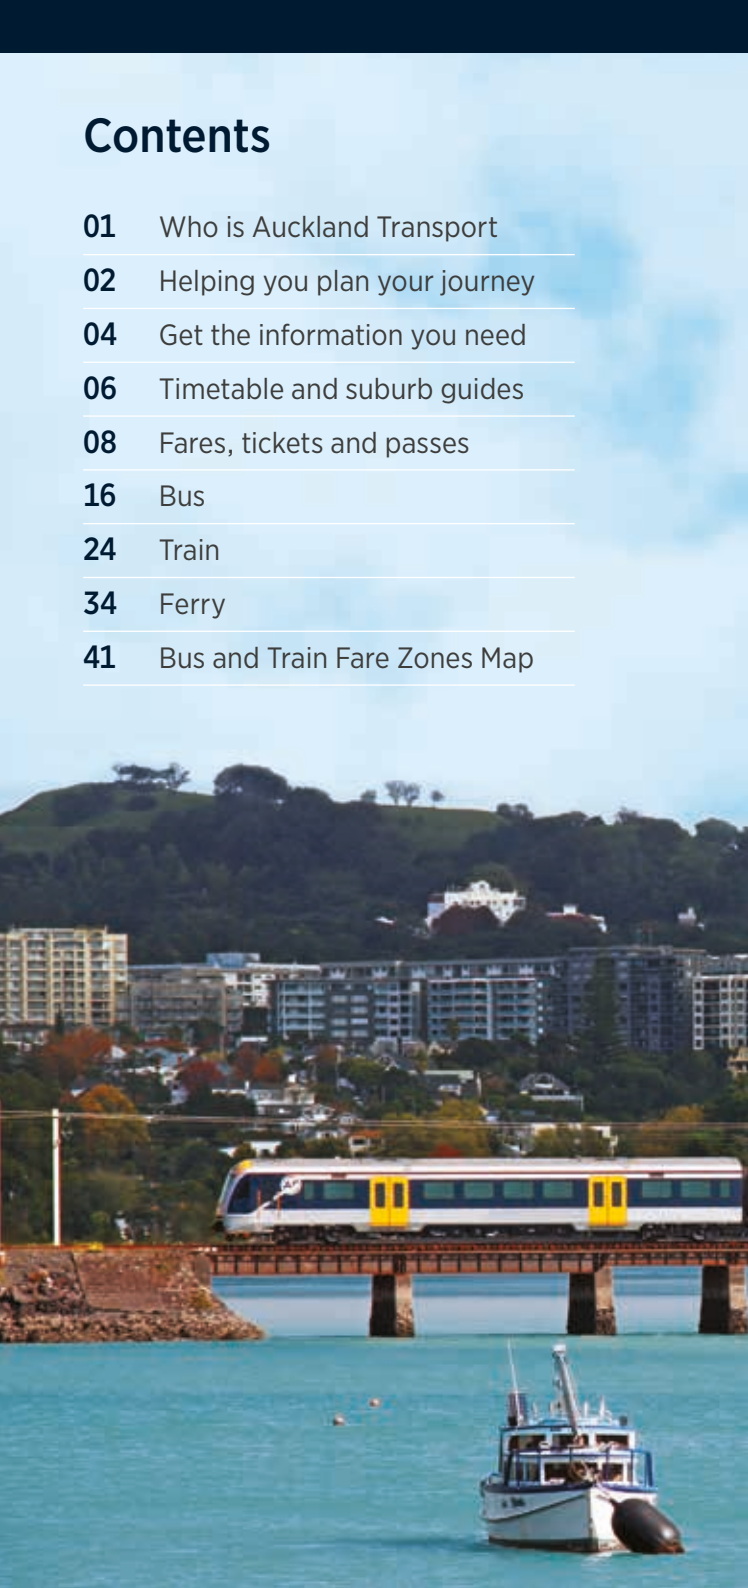 Contents
01 Who is Auckland Transport
02 Helping you plan your journey
04 Get the information you need
06 Timetable and suburb guides
08 Fares, tickets and passes
16 Bus
24 Train
34 Ferry
41 Bus and Train Fare Zones Map
AT